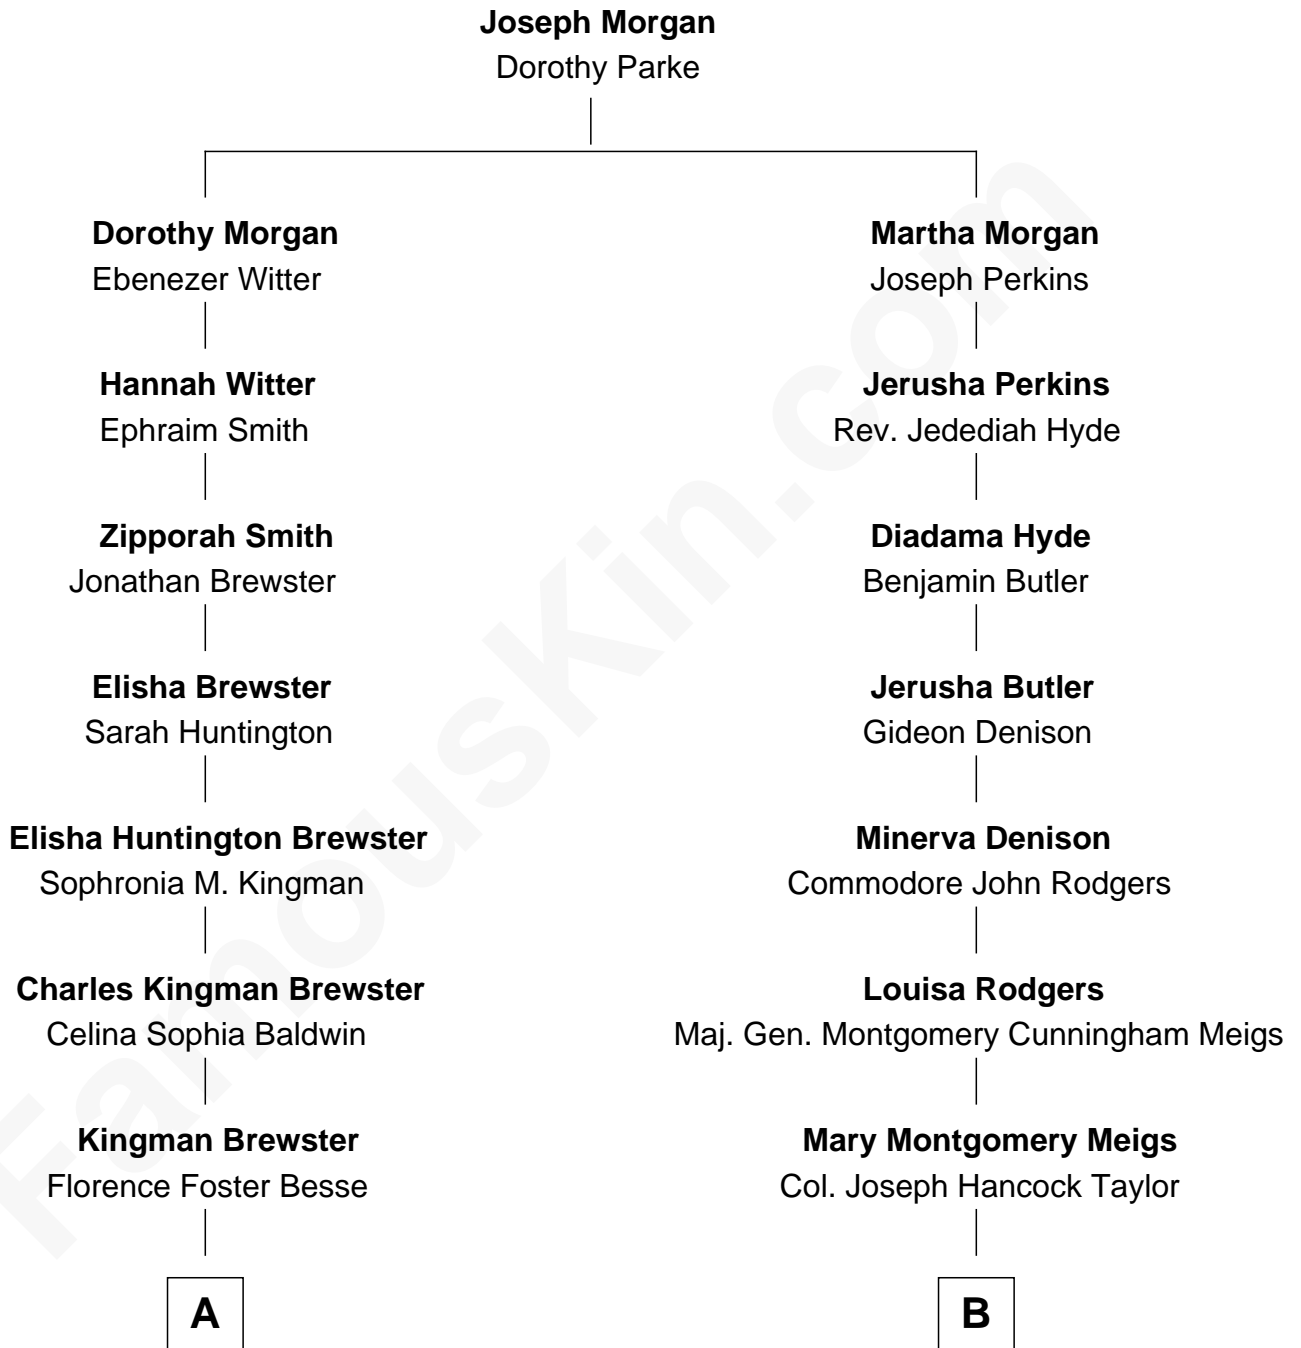 Joseph Morgan
Dorothy Parke
Dorothy Morgan
Ebenezer Witter
Martha Morgan
Joseph Perkins
Hannah Witter
Ephraim Smith
Jerusha Perkins
Rev. Jedediah Hyde
Zipporah Smith
Jonathan Brewster
Diadama Hyde
Benjamin Butler
Elisha Brewster
Sarah Huntington
Jerusha Butler
Gideon Denison
Elisha Huntington Brewster
Sophronia M. Kingman
Minerva Denison
Commodore John Rodgers
Charles Kingman Brewster
Celina Sophia Baldwin
Louisa Rodgers
Maj. Gen. Montgomery Cunningham Meigs
Kingman Brewster
Florence Foster Besse
Mary Montgomery Meigs
Col. Joseph Hancock Taylor
A
B
FamousKin.com